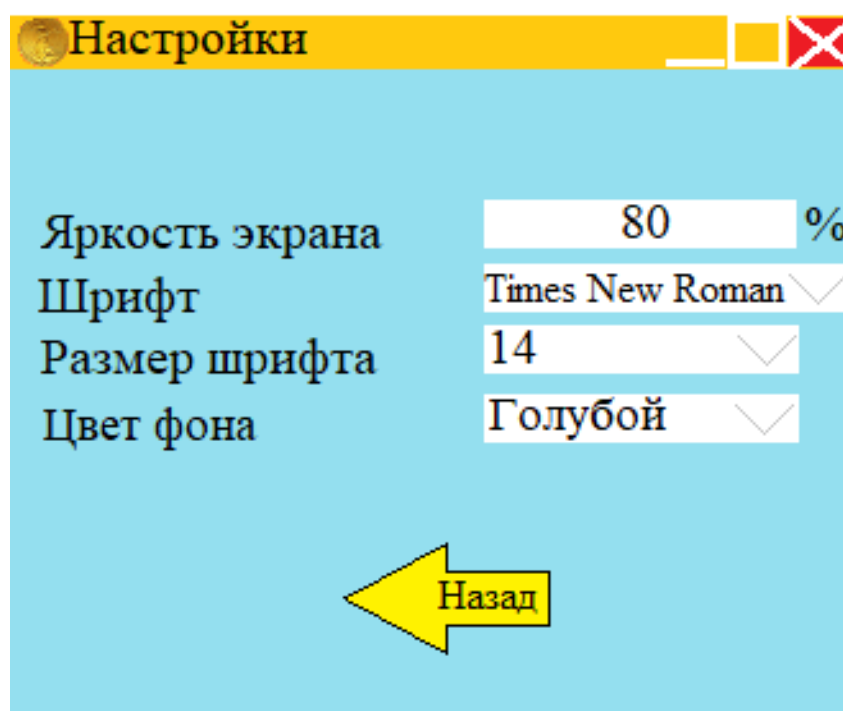 Настройки
Яркость экрана 80 %
Шрифт Times New Roman
Размер шрифта 14
Цвет фона Голубой
Назад